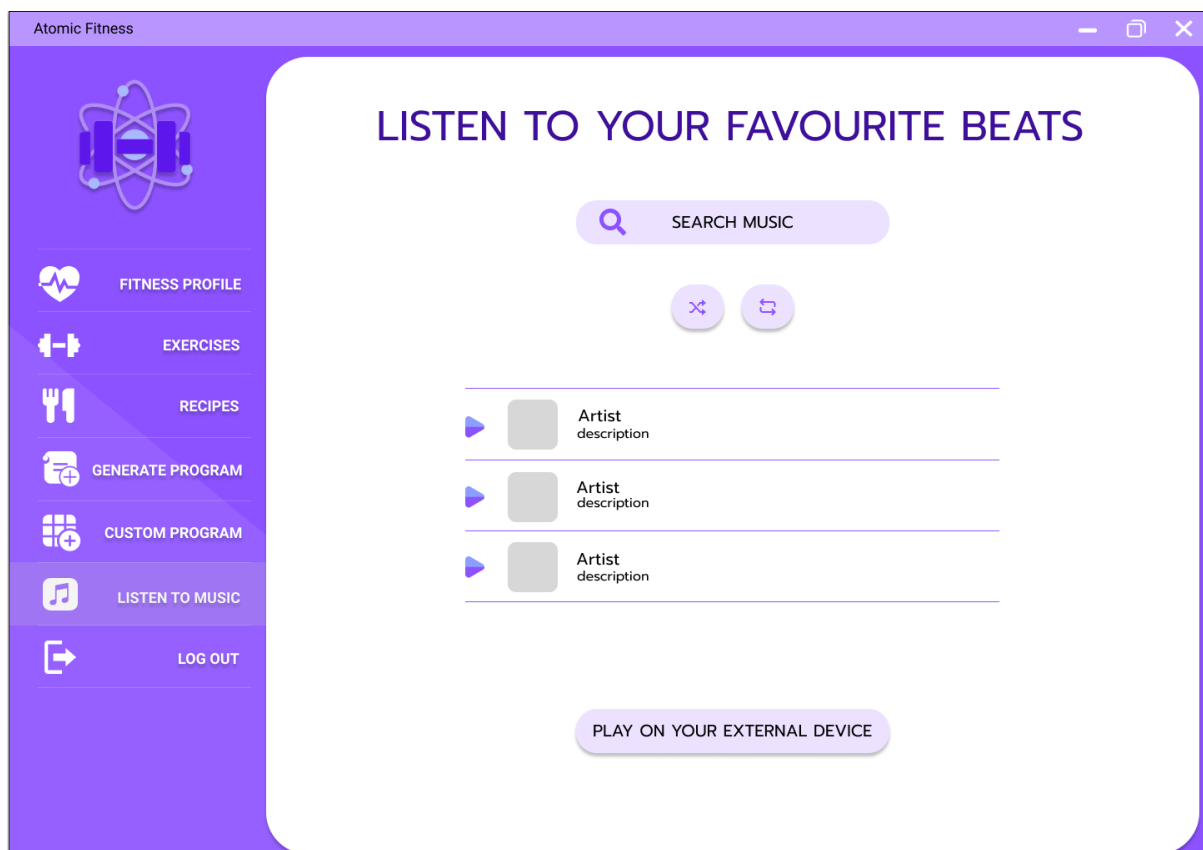 Atomic Fitness
LISTEN TO YOUR FAVOURITE BEATS
SEARCH MUSIC
FITNESS PROFILE
EXERCISES
RECIPES
GENERATE PROGRAM
CUSTOM PROGRAM
LISTEN TO MUSIC
LOG OUT
Artist
description
Artist
description
Artist
description
PLAY ON YOUR EXTERNAL DEVICE